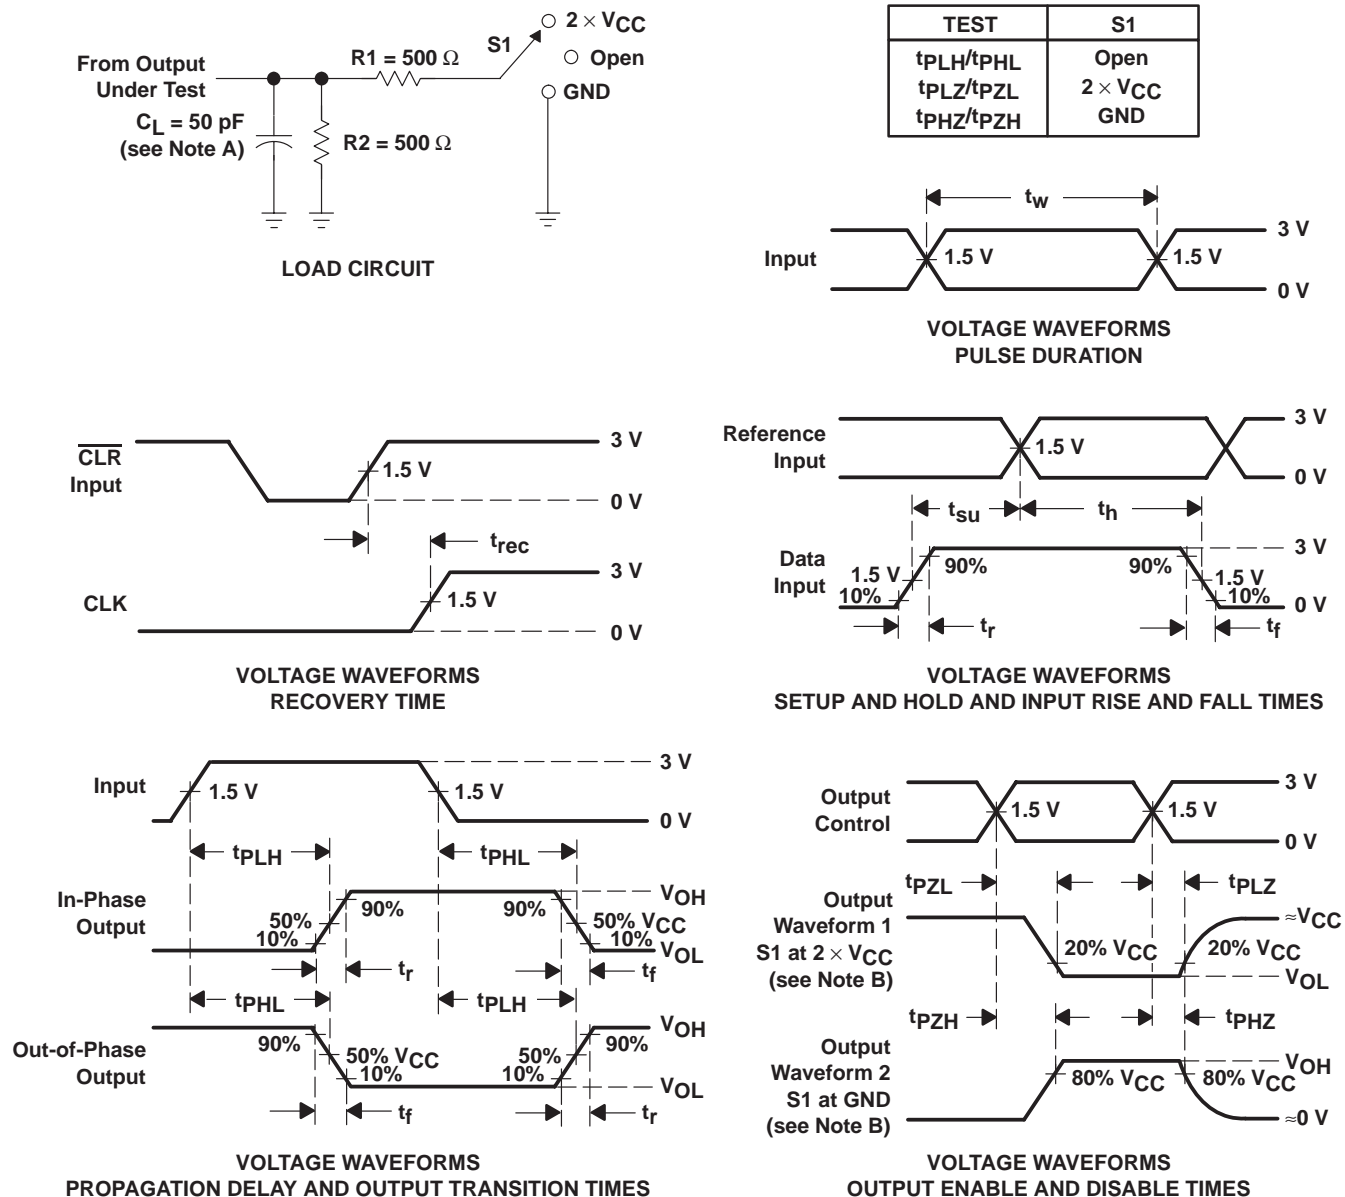 2 × VCC
S1
Open
From Output
Under Test
R1 = 500 Ω
GND
CL = 50 pF
(see Note A)
R2 = 500 Ω
LOAD CIRCUIT
TEST S1
tPLH/tPHL Open
tPLZ/tPZL 2 × VCC
tPHZ/tPZH GND
tw
3 V
Input
1.5 V
1.5 V
0 V
VOLTAGE WAVEFORMS
PULSE DURATION
CLR
Input
3 V
1.5 V
0 V
trec
3 V
CLK
1.5 V
0 V
VOLTAGE WAVEFORMS
RECOVERY TIME
Reference
Input
3 V
1.5 V
0 V
tsu
th
Data
Input
3 V
90%
90%
1.5 V
1.5 V
10%
10%
0 V
tr
tf
VOLTAGE WAVEFORMS
SETUP AND HOLD AND INPUT RISE AND FALL TIMES
3 V
Input
1.5 V
1.5 V
0 V
tPLH
tPHL
In-Phase
Output
VOH
90%
90%
50%
50% VCC
10%
10%
VOL
tr
tf
tPHL
tPLH
Out-of-Phase
Output
VOH
90%
90%
50% VCC
50%
10%
10%
VOL
tf
tr
VOLTAGE WAVEFORMS
PROPAGATION DELAY AND OUTPUT TRANSITION TIMES
Output
Control
3 V
1.5 V
1.5 V
0 V
tPZL
tPLZ
Output
Waveform 1
S1 at 2 × VCC
(see Note B)
≈VCC
20% VCC
20% VCC
VOL
tPZH
tPHZ
Output
Waveform 2
S1 at GND
(see Note B)
VOH
80% VCC
80% VCC
≈0 V
VOLTAGE WAVEFORMS
OUTPUT ENABLE AND DISABLE TIMES